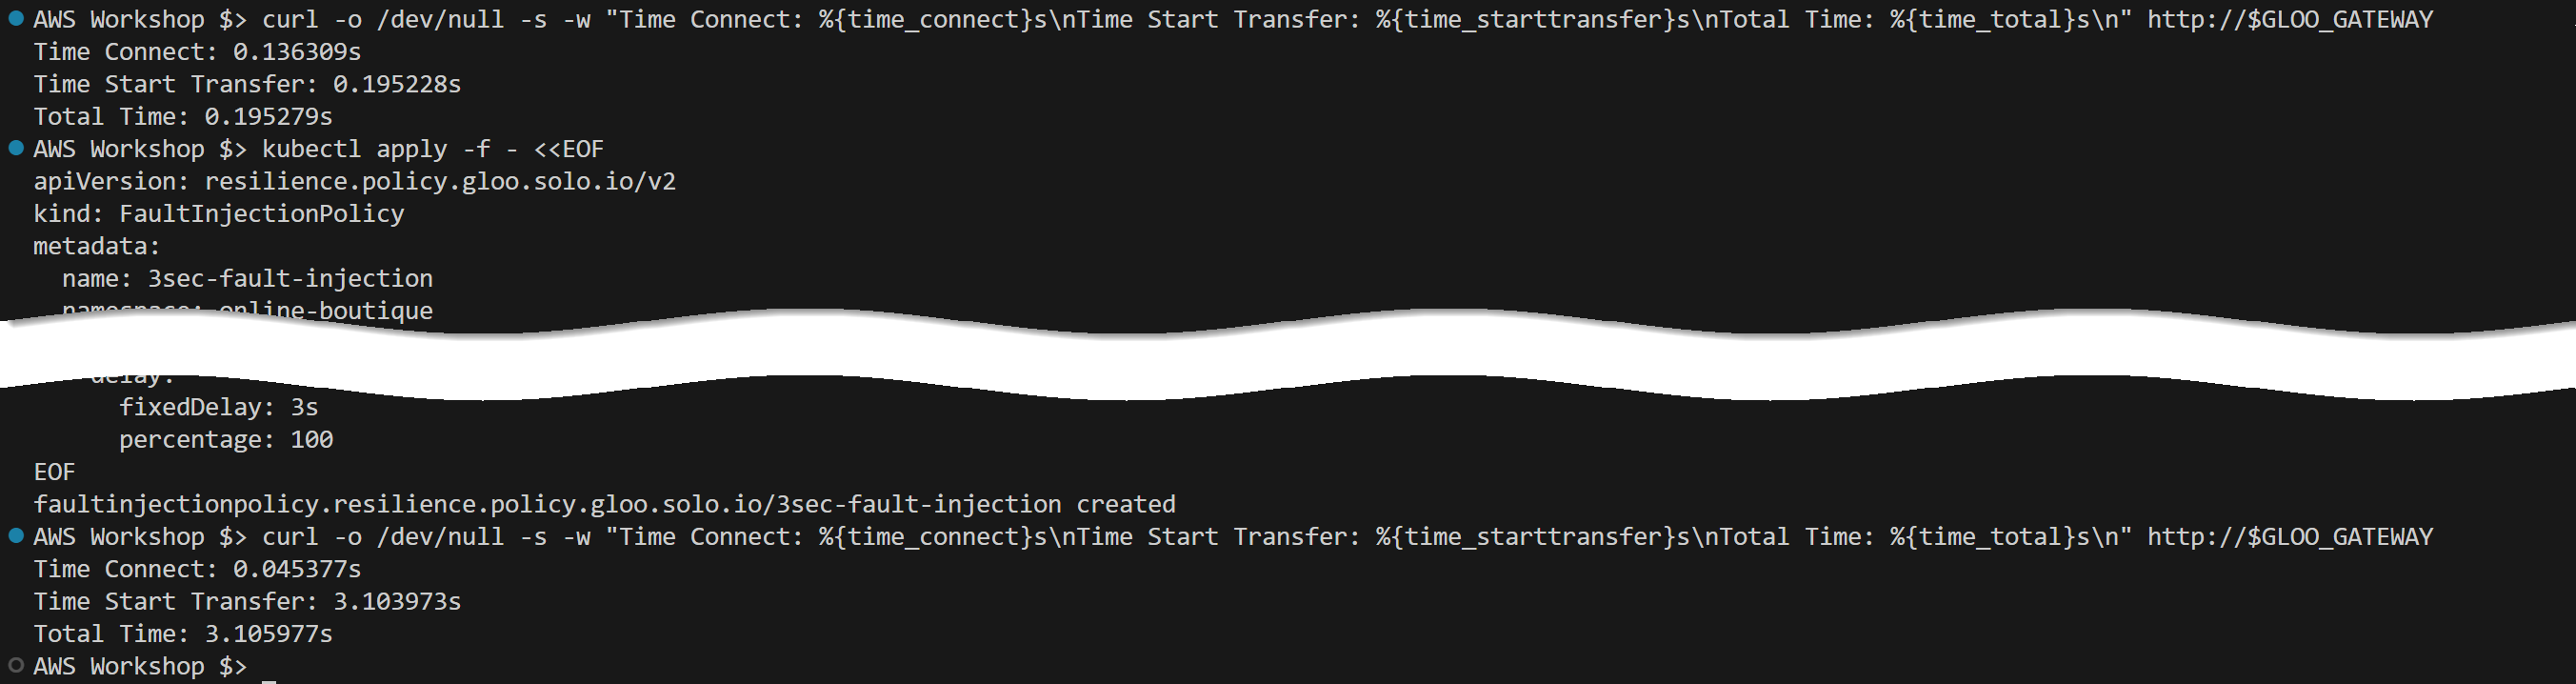 AWS Workshop $> curl -o /dev/null -s -w "Time Connect: %{time_connect}s\nTime Start Transfer: %{time_starttransfer}s\nTotal Time: %{time_total}s\n" http://$GLOO_GATEWAY
Time Connect: 0.136309s
Time Start Transfer: 0.195228s
Total Time: 0.195279s
AWS Workshop $> kubectl apply -f - <<EOF
apiVersion: resilience.policy.gloo.solo.io/v2
kind: FaultInjectionPolicy
metadata:
  name: 3sec-fault-injection
  namespace: online-boutique
    delay:
      fixedDelay: 3s
      percentage: 100
EOF
faultinjectionpolicy.resilience.policy.gloo.solo.io/3sec-fault-injection created
AWS Workshop $> curl -o /dev/null -s -w "Time Connect: %{time_connect}s\nTime Start Transfer: %{time_starttransfer}s\nTotal Time: %{time_total}s\n" http://$GLOO_GATEWAY
Time Connect: 0.045377s
Time Start Transfer: 3.103973s
Total Time: 3.105977s
AWS Workshop $>